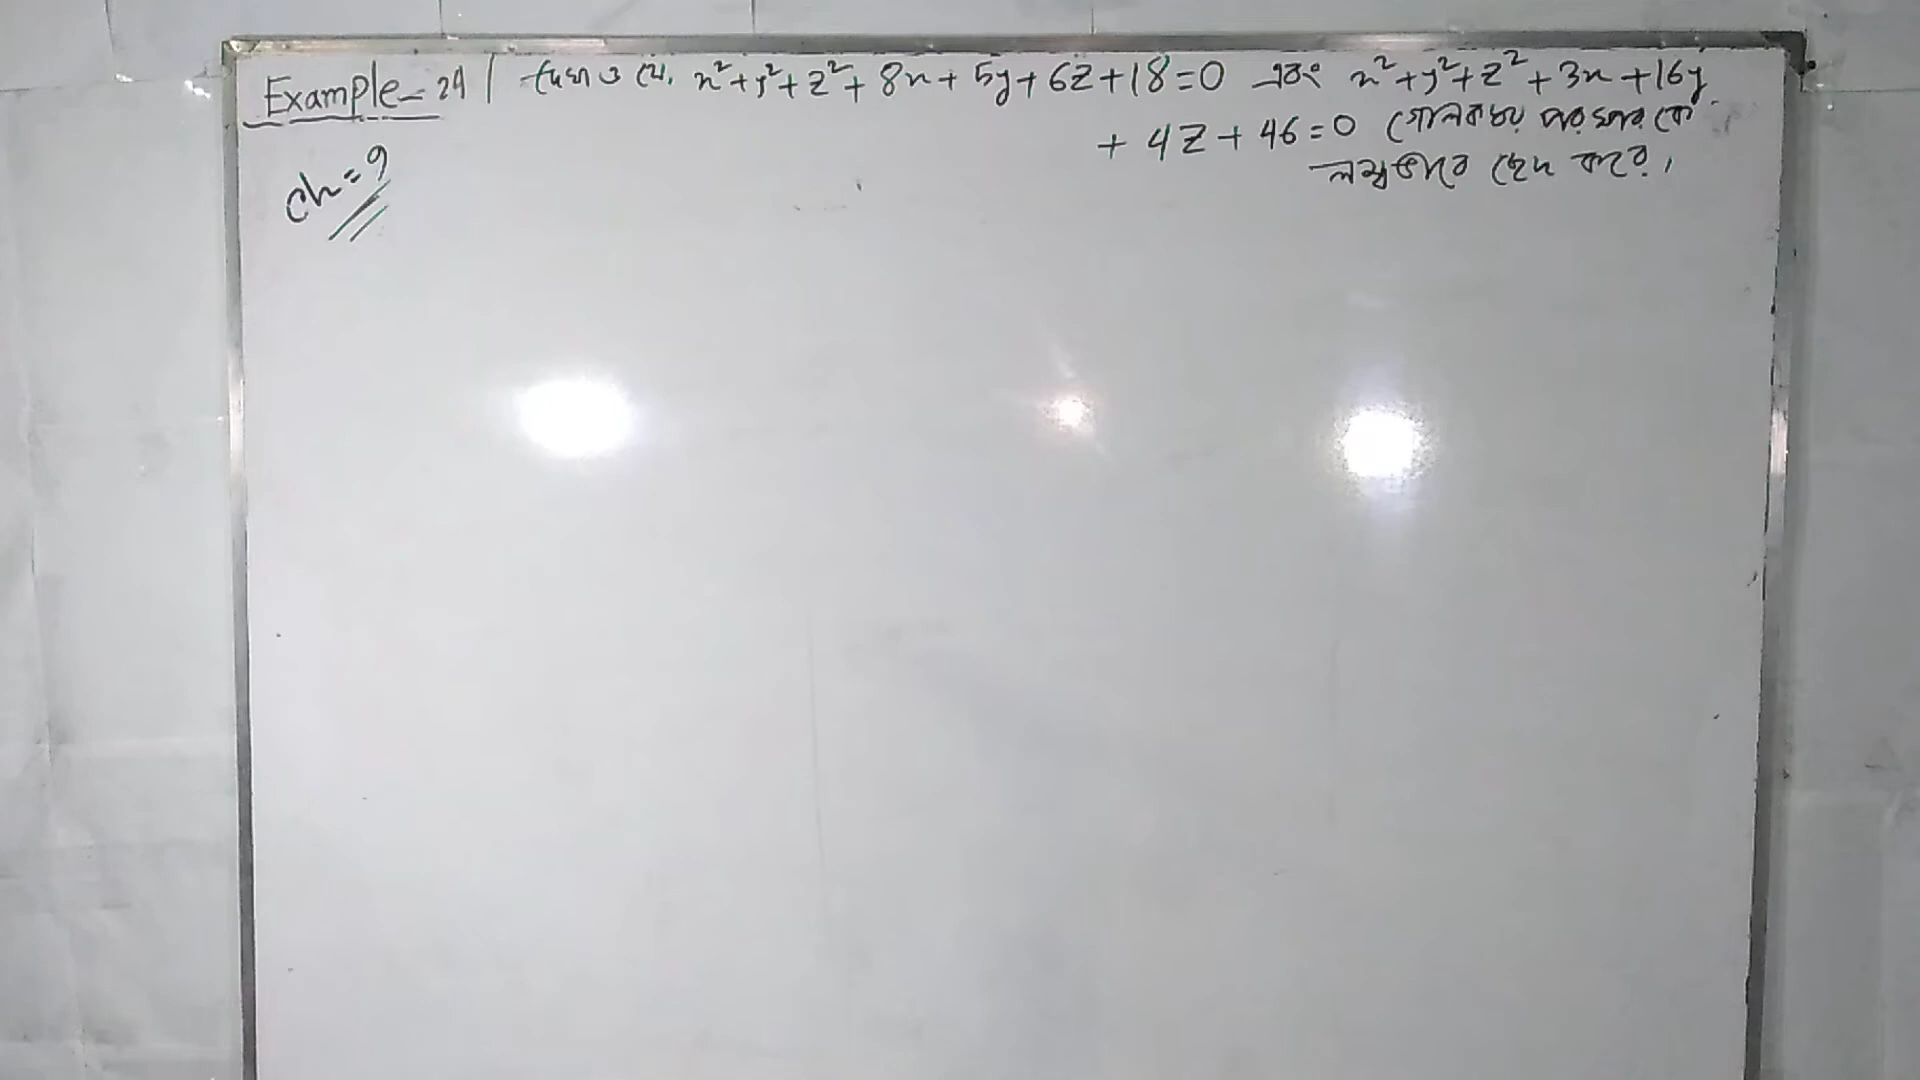 Example-24| দেখাও যে, x²+y²+z²+8x+5y+6z+18=0 এবং x²+y²+z²+3x+16y
+4z+46=0 গোলকদ্বয় পরস্পরকে
লম্বভাবে ছেদ করে।
ch=9